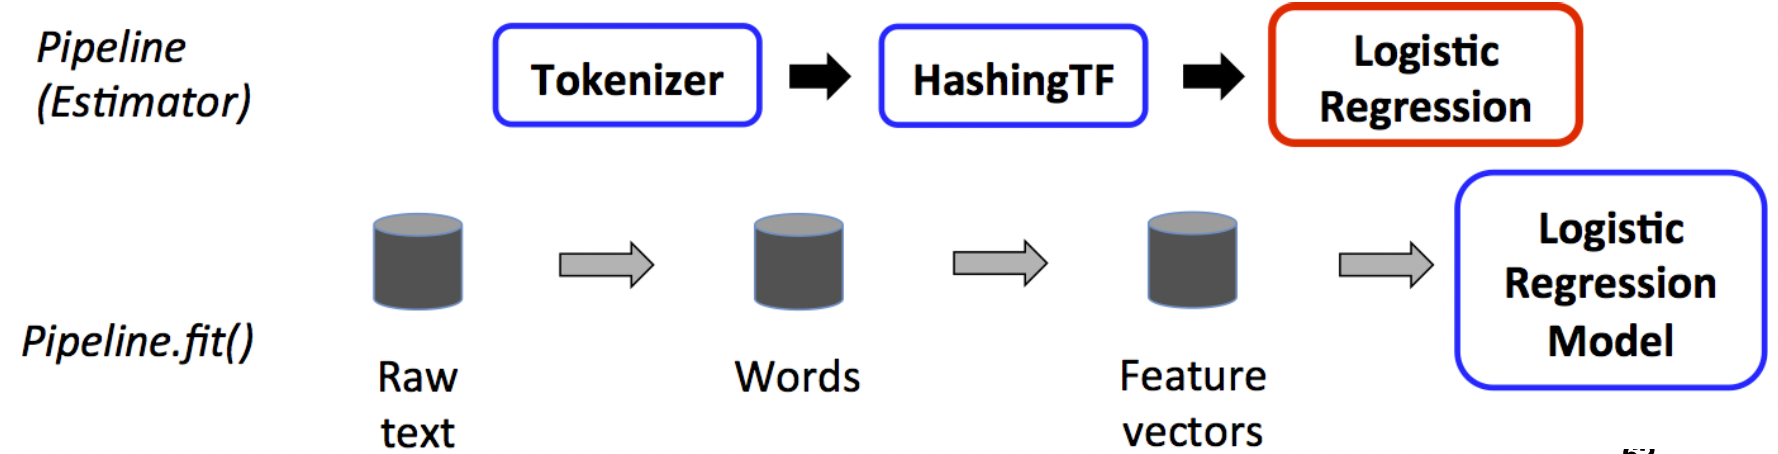 Pipeline
(Estimator)
Tokenizer
HashingTF
Logistic
Regression
Pipeline.fit()
Raw
text
Words
Feature
vectors
Logistic
Regression
Model